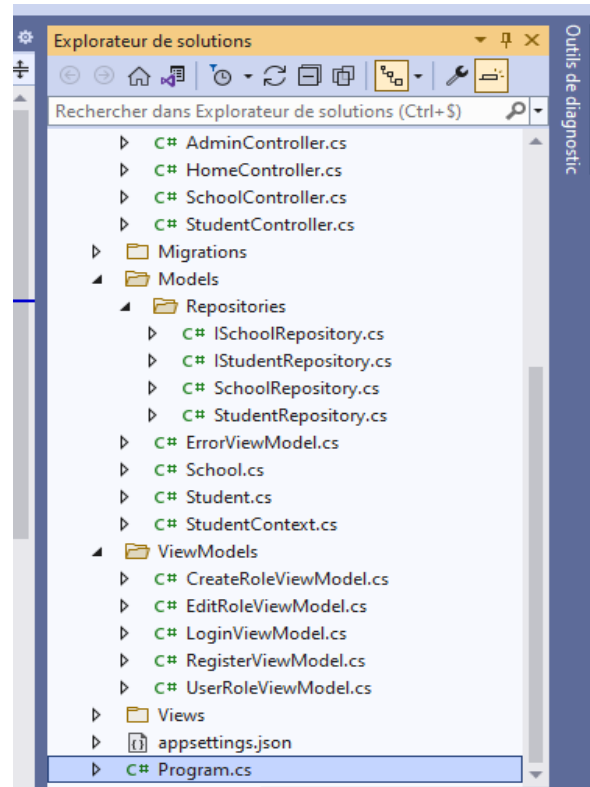 Explorateur de solutions
Rechercher dans Explorateur de solutions (Ctrl+$)
C# AdminController.cs
C# HomeController.cs
C# SchoolController.cs
C# StudentController.cs
Migrations
Models
Repositories
C# ISchoolRepository.cs
C# IStudentRepository.cs
C# SchoolRepository.cs
C# StudentRepository.cs
C# ErrorViewModel.cs
C# School.cs
C# Student.cs
C# StudentContext.cs
ViewModels
C# CreateRoleViewModel.cs
C# EditRoleViewModel.cs
C# LoginViewModel.cs
C# RegisterViewModel.cs
C# UserRoleViewModel.cs
Views
appsettings.json
C# Program.cs
Outils de diagnostic